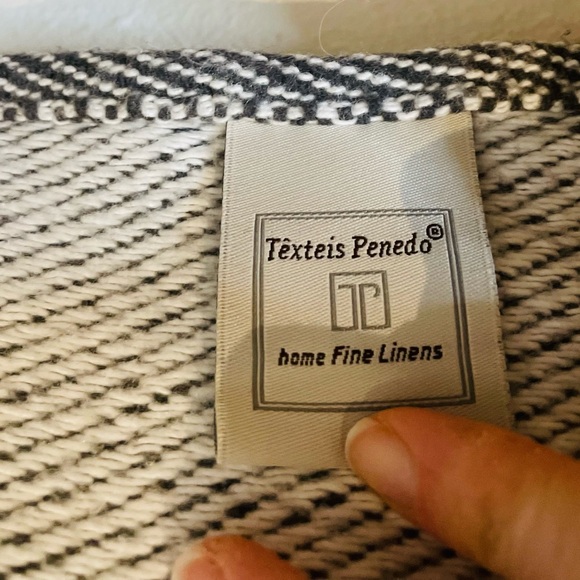 Têxteis Penedo®
TP
home Fine Linens